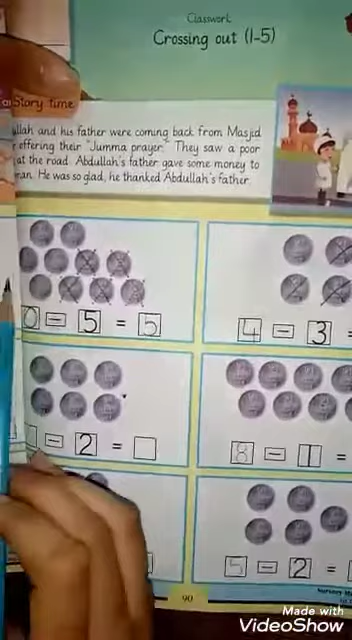 Classwork
Crossing out (1-5)
Story time
ullah and his father were coming back from Masjid
r offering their "Jumma prayer." They saw a poor
at the road. Abdullah's father gave some money to
man. He was so glad, he thanked Abdullah's father.
0 - 5 = 5
4 - 3 =
- 2 =
8 - 1 =
5 - 2 =
90
Made with
VideoShow